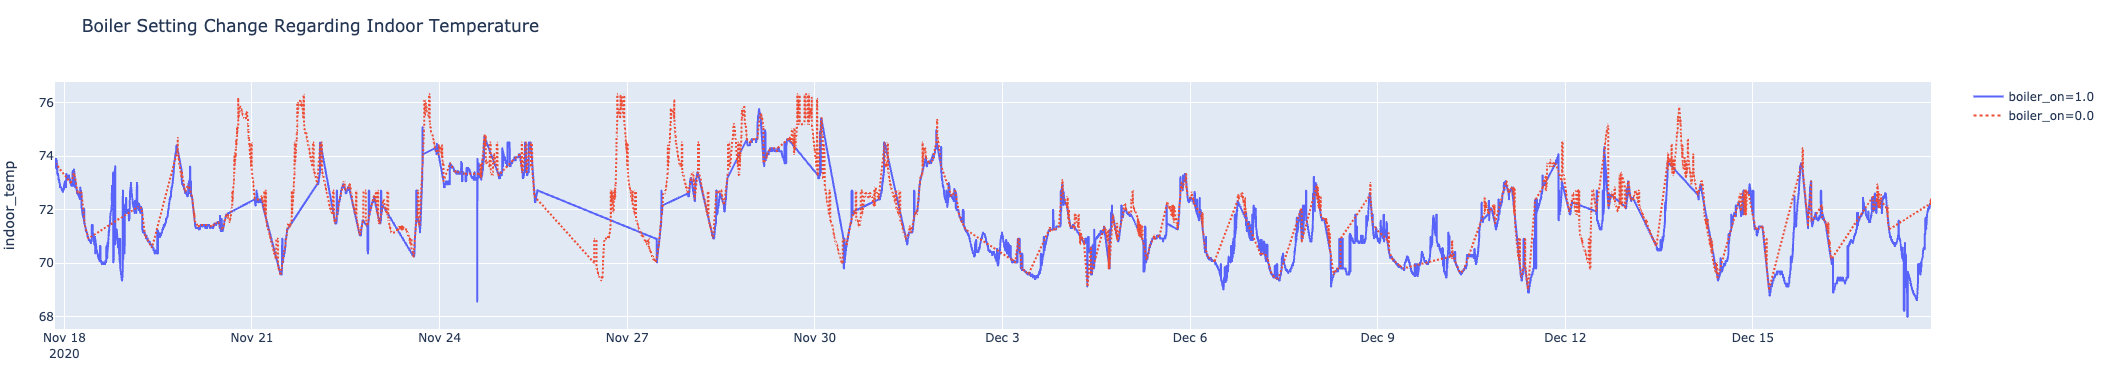 Boiler Setting Change Regarding Indoor Temperature
indoor_temp
76
74
72
70
68
Nov 18
2020
Nov 21
Nov 24
Nov 27
Nov 30
Dec 3
Dec 6
Dec 9
Dec 12
Dec 15
boiler_on=1.0
boiler_on=0.0